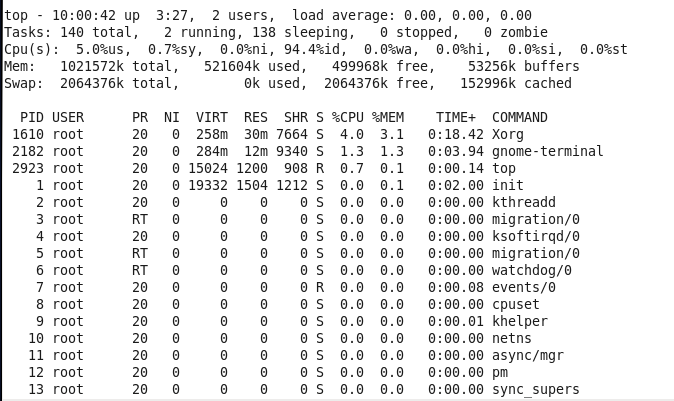 top - 10:00:42 up  3:27,  2 users,  load average: 0.00, 0.00, 0.00
Tasks: 140 total,   2 running, 138 sleeping,   0 stopped,   0 zombie
Cpu(s):  5.0%us,  0.7%sy,  0.0%ni, 94.4%id,  0.0%wa,  0.0%hi,  0.0%si,  0.0%st
Mem:   1021572k total,   521604k used,   499968k free,    53256k buffers
Swap:  2064376k total,        0k used,  2064376k free,   152996k cached

  PID USER      PR  NI  VIRT  RES  SHR S %CPU %MEM    TIME+  COMMAND
 1610 root      20   0  258m  30m 7664 S  4.0  3.1   0:18.42 Xorg
 2182 root      20   0  284m  12m 9340 S  1.3  1.3   0:03.94 gnome-terminal
 2923 root      20   0 15024 1200  908 R  0.7  0.1   0:00.14 top
    1 root      20   0 19332 1504 1212 S  0.0  0.1   0:02.00 init
    2 root      20   0     0    0    0 S  0.0  0.0   0:00.00 kthreadd
    3 root      RT   0     0    0    0 S  0.0  0.0   0:00.00 migration/0
    4 root      20   0     0    0    0 S  0.0  0.0   0:00.00 ksoftirqd/0
    5 root      RT   0     0    0    0 S  0.0  0.0   0:00.00 migration/0
    6 root      RT   0     0    0    0 S  0.0  0.0   0:00.00 watchdog/0
    7 root      20   0     0    0    0 R  0.0  0.0   0:00.08 events/0
    8 root      20   0     0    0    0 S  0.0  0.0   0:00.00 cpuset
    9 root      20   0     0    0    0 S  0.0  0.0   0:00.01 khelper
   10 root      20   0     0    0    0 S  0.0  0.0   0:00.00 netns
   11 root      20   0     0    0    0 S  0.0  0.0   0:00.00 async/mgr
   12 root      20   0     0    0    0 S  0.0  0.0   0:00.00 pm
   13 root      20   0     0    0    0 S  0.0  0.0   0:00.00 sync_supers